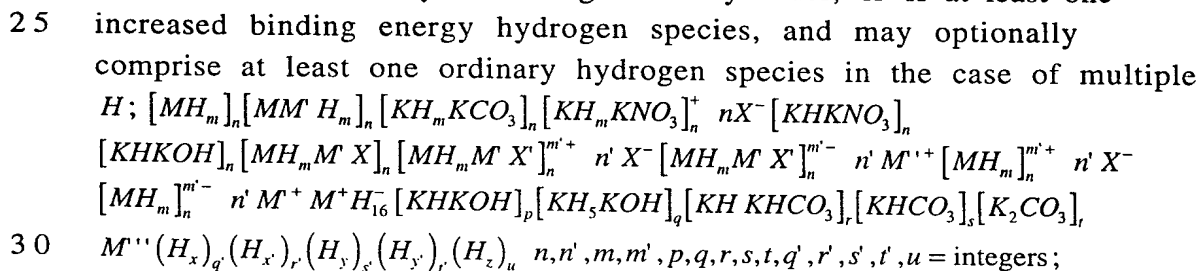 25 increased binding energy hydrogen species, and may optionally
comprise at least one ordinary hydrogen species in the case of multiple
H; [MH_m]_n[MM' H_m]_n[KH_mKCO_3]_n[KH_mKNO_3]_n^+ nX^-[KHKNO_3]_n
[KHKOH]_n[MH_mM' X]_n[MH_mM' X']_n^{m'+} n' X^-[MH_mM' X']_n^{m'-} n' M''^+[MH_m]_n^{m'+} n' X^-
[MH_m]_n^{m'-} n' M'^+ M^+H_{16}^-[KHKOH]_p[KH_5KOH]_q[KH KHCO_3]_r[KHCO_3]_s[K_2CO_3]_t
30 M'''(H_x)_{q'}(H_{x'})_{r'}(H_y)_{s'}(H_{y'})_{t'}(H_z)_u n,n',m,m',p,q,r,s,t,q',r',s',t',u = integers;